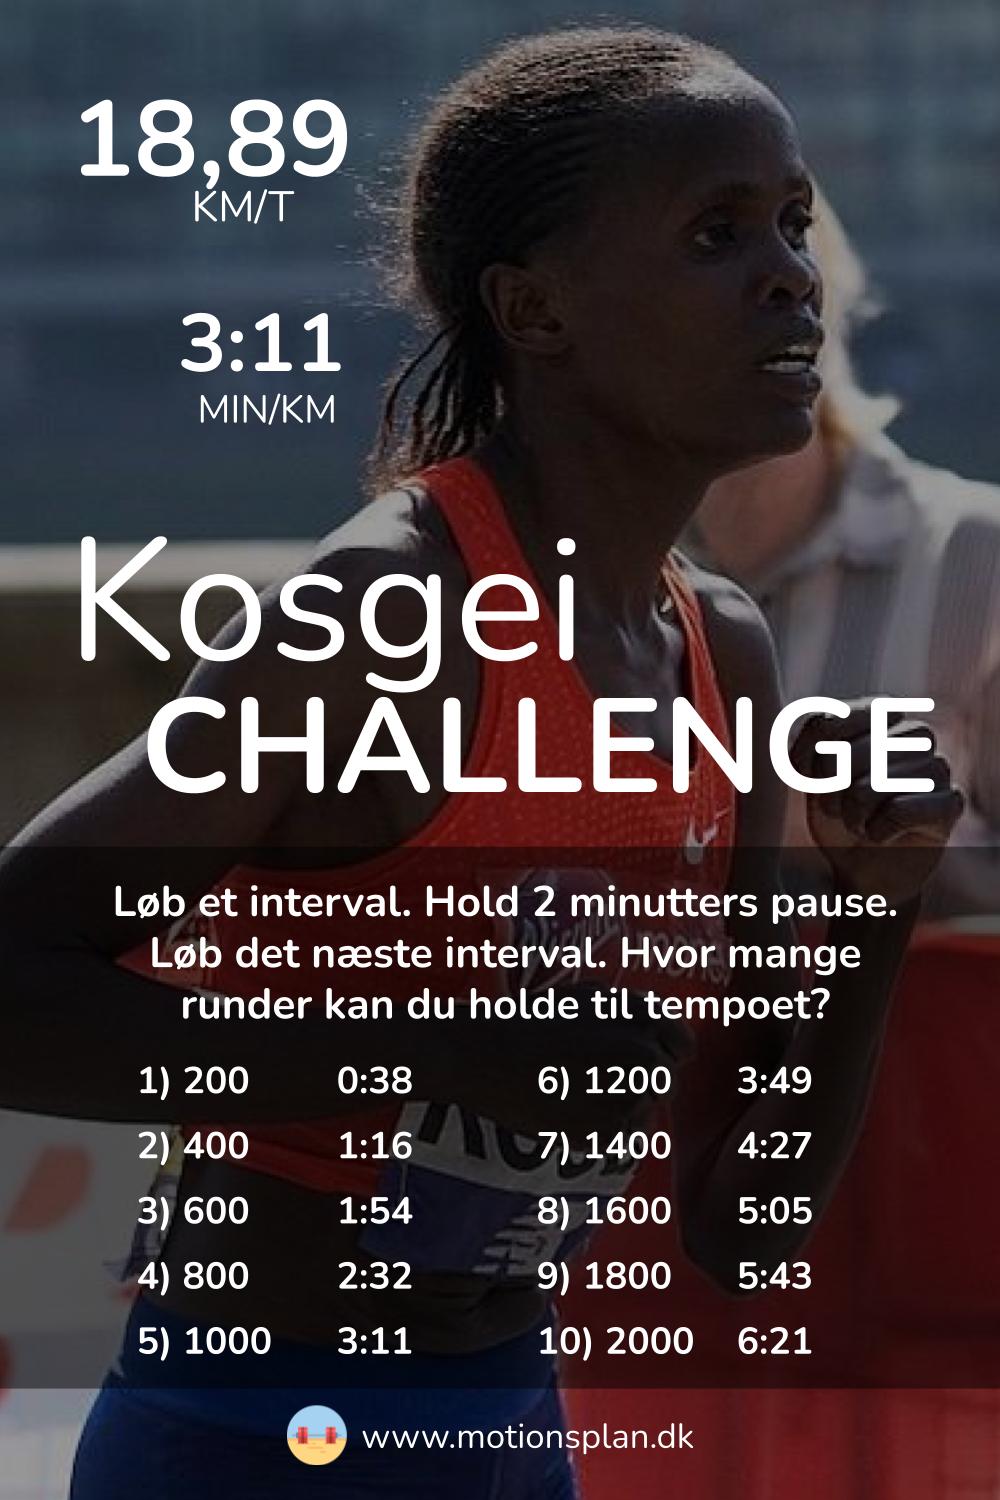 18,89
KM/T
3:11
MIN/KM
Kosgei
CHALLENGE
Løb et interval. Hold 2 minutters pause.
Løb det næste interval. Hvor mange
runder kan du holde til tempoet?
1) 200 0:38
2) 400 1:16
3) 600 1:54
4) 800 2:32
5) 1000 3:11
6) 1200 3:49
7) 1400 4:27
8) 1600 5:05
9) 1800 5:43
10) 2000 6:21
www.motionsplan.dk